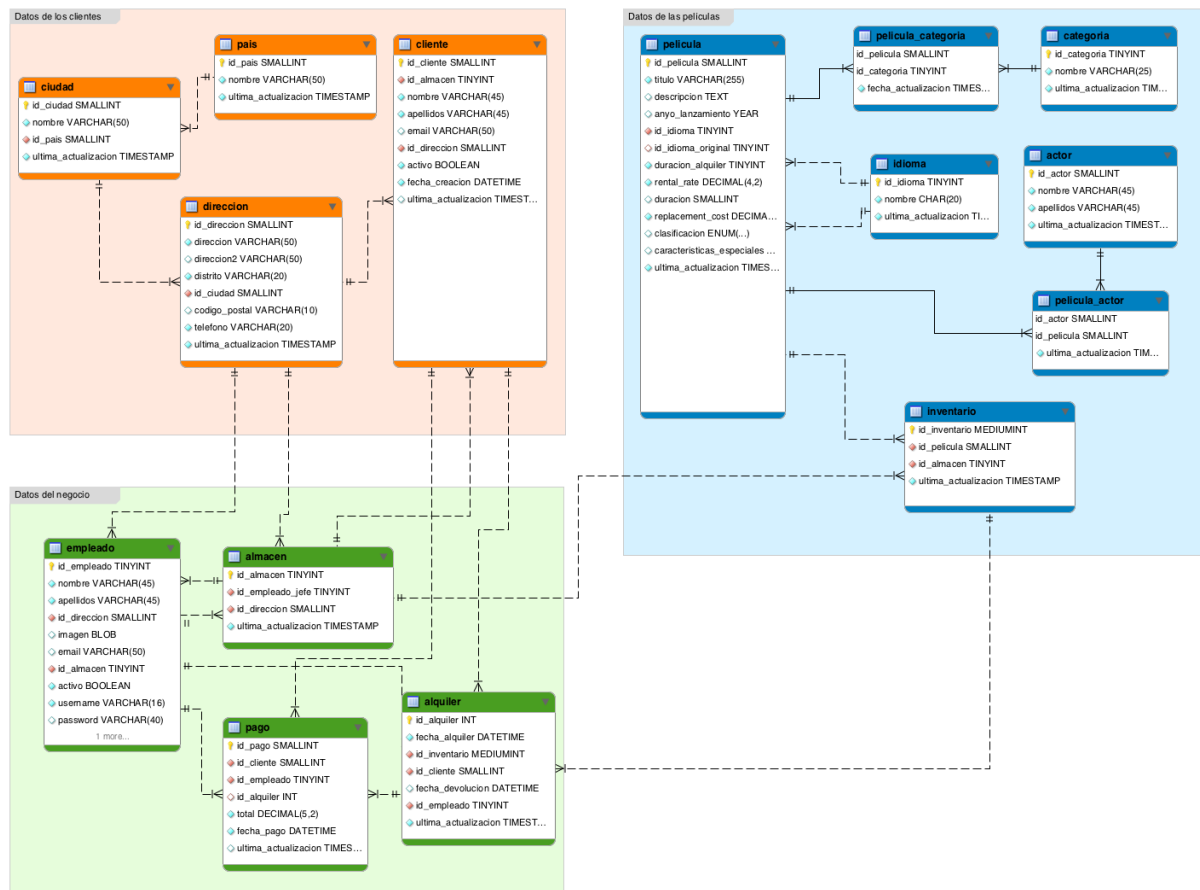 Datos de los clientes
pais
id_pais SMALLINT
nombre VARCHAR(50)
ultima_actualizacion TIMESTAMP
ciudad
id_ciudad SMALLINT
nombre VARCHAR(50)
id_pais SMALLINT
ultima_actualizacion TIMESTAMP
cliente
id_cliente SMALLINT
id_almacen TINYINT
nombre VARCHAR(45)
apellidos VARCHAR(45)
email VARCHAR(50)
id_direccion SMALLINT
activo BOOLEAN
fecha_creacion DATETIME
ultima_actualizacion TIMEST...
direccion
id_direccion SMALLINT
direccion VARCHAR(50)
direccion2 VARCHAR(50)
distrito VARCHAR(20)
id_ciudad SMALLINT
codigo_postal VARCHAR(10)
telefono VARCHAR(20)
ultima_actualizacion TIMESTAMP
Datos de las películas
pelicula
id_pelicula SMALLINT
titulo VARCHAR(255)
descripcion TEXT
anyo_lanzamiento YEAR
id_idioma TINYINT
id_idioma_original TINYINT
duracion_alquiler TINYINT
rental_rate DECIMAL(4,2)
duracion SMALLINT
replacement_cost DECIMA...
clasificacion ENUM(...)
caracteristicas_especiales ...
ultima_actualizacion TIMES...
pelicula_categoria
id_pelicula SMALLINT
id_categoria TINYINT
fecha_actualizacion TIMES...
categoria
id_categoria TINYINT
nombre VARCHAR(25)
ultima_actualizacion TIM...
idioma
id_idioma TINYINT
nombre CHAR(20)
ultima_actualizacion TI...
actor
id_actor SMALLINT
nombre VARCHAR(45)
apellidos VARCHAR(45)
ultima_actualizacion TIMEST...
pelicula_actor
id_actor SMALLINT
id_pelicula SMALLINT
ultima_actualizacion TIM...
inventario
id_inventario MEDIUMINT
id_pelicula SMALLINT
id_almacen TINYINT
ultima_actualizacion TIMESTAMP
Datos del negocio
empleado
id_empleado TINYINT
nombre VARCHAR(45)
apellidos VARCHAR(45)
id_direccion SMALLINT
imagen BLOB
email VARCHAR(50)
id_almacen TINYINT
activo BOOLEAN
username VARCHAR(16)
password VARCHAR(40)
1 more...
almacen
id_almacen TINYINT
id_empleado_jefe TINYINT
id_direccion SMALLINT
ultima_actualizacion TIMESTAMP
pago
id_pago SMALLINT
id_cliente SMALLINT
id_empleado TINYINT
id_alquiler INT
total DECIMAL(5,2)
fecha_pago DATETIME
ultima_actualizacion TIMES...
alquiler
id_alquiler INT
fecha_alquiler DATETIME
id_inventario MEDIUMINT
id_cliente SMALLINT
fecha_devolucion DATETIME
id_empleado TINYINT
ultima_actualizacion TIMEST...